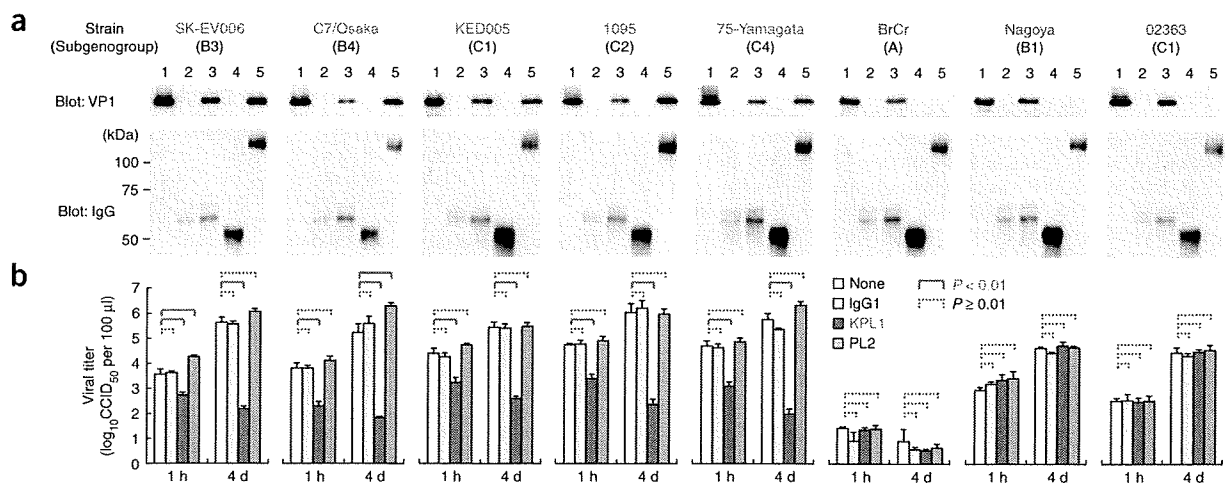 a
Strain SK-EV006 C7/Osaka KED005 1095 75-Yamagata BrCr Nagoya 02363
(Subgenogroup) (B3) (B4) (C1) (C2) (C4) (A) (B1) (C1)
1 2 3 4 5 1 2 3 4 5 1 2 3 4 5 1 2 3 4 5 1 2 3 4 5 1 2 3 4 5 1 2 3 4 5 1 2 3 4 5
Blot: VP1
(kDa)
100
75
Blot: IgG
50
b
None
IgG1
KPL1
PL2
P < 0.01
P ≥ 0.01
Viral titer
(log10CCID50 per 100 µl)
7
6
5
4
3
2
1
0
1 h 4 d 1 h 4 d 1 h 4 d 1 h 4 d 1 h 4 d 1 h 4 d 1 h 4 d 1 h 4 d